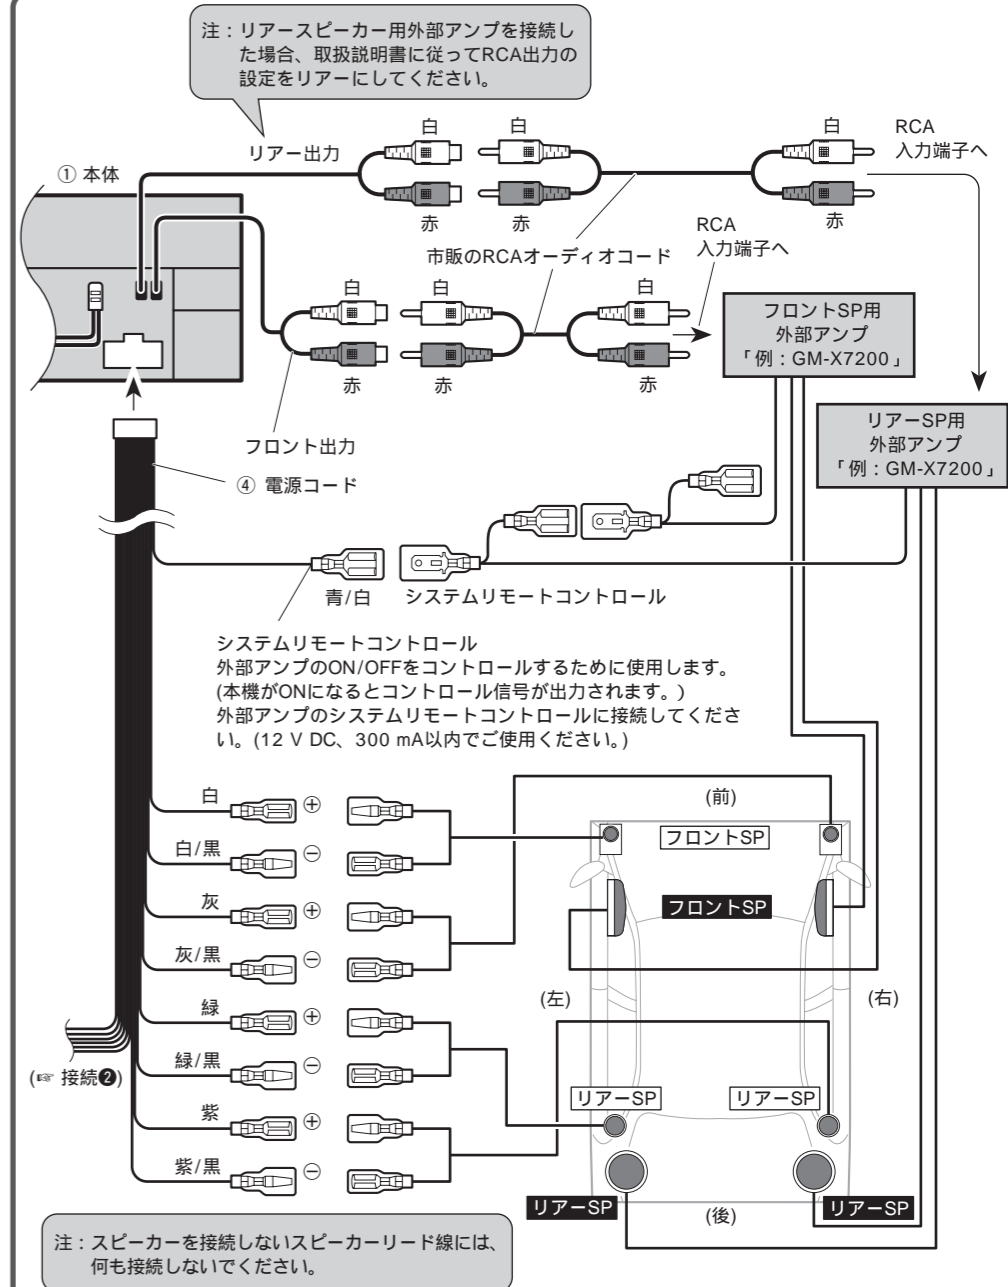 注：リアースピーカー用外部アンプを接続し
た場合、取扱説明書に従ってRCA出力の
設定をリアーにしてください。
リアー出力
白
白
白
RCA
入力端子へ
① 本体
赤
赤
赤
市販のRCAオーディオコード
RCA
入力端子へ
白
白
白
フロントSP用
外部アンプ
「例：GM-X7200」
赤
赤
赤
フロント出力
リアーSP用
外部アンプ
「例：GM-X7200」
④ 電源コード
青/白
システムリモートコントロール
システムリモートコントロール
外部アンプのON/OFFをコントロールするために使用します。
(本機がONになるとコントロール信号が出力されます。)
外部アンプのシステムリモートコントロールに接続してくださ
い。(12 V DC、300 mA以内でご使用ください。)
白 ⊕
白/黒 ⊖
灰 ⊕
灰/黒 ⊖
緑 ⊕
緑/黒 ⊖
紫 ⊕
紫/黒 ⊖
(前)
フロントSP
フロントSP
(左)
(右)
(☞ 接続❷)
リアーSP
リアーSP
リアーSP
リアーSP
(後)
注：スピーカーを接続しないスピーカーリード線には、
何も接続しないでください。